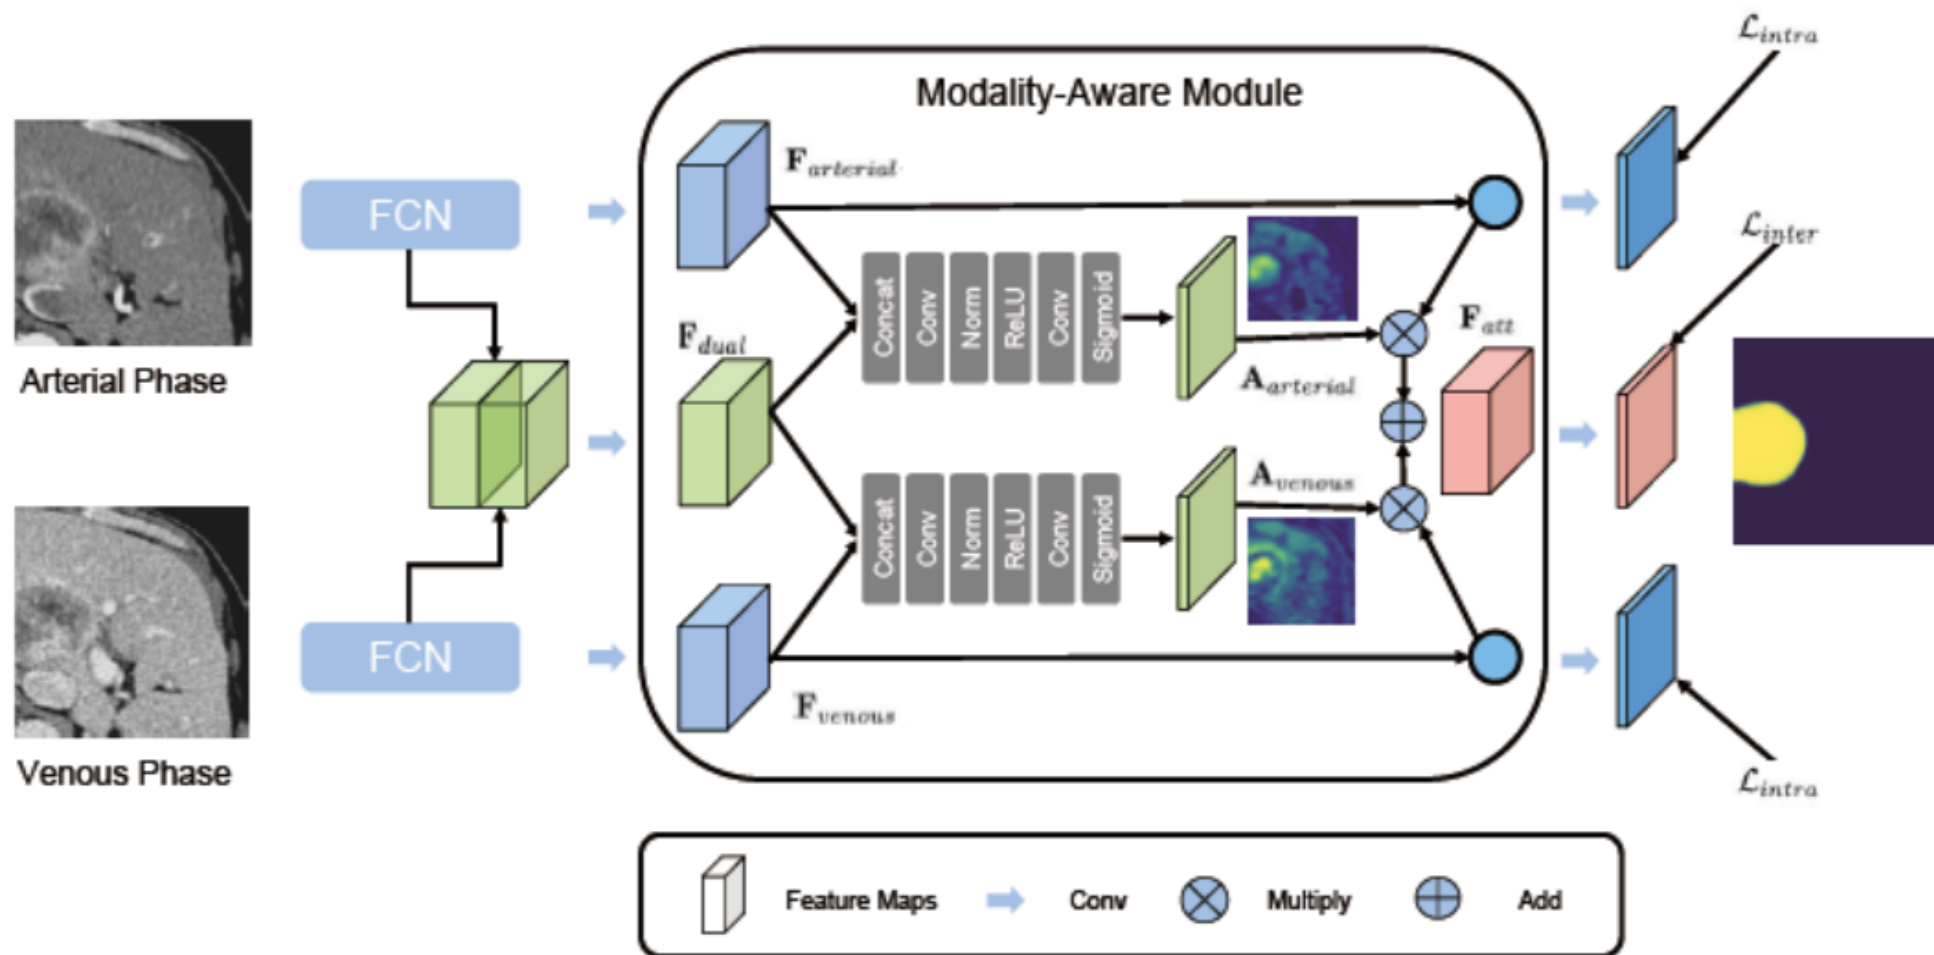 Modality-Aware Module
Arterial Phase
Venous Phase
FCN
FCN
F_arterial
F_dual
F_venous
Concat
Conv
Norm
ReLU
Conv
Sigmoid
Concat
Conv
Norm
ReLU
Conv
Sigmoid
A_arterial
A_venous
F_att
ℒ_intra
ℒ_inter
ℒ_intra
Feature Maps
Conv
Multiply
Add